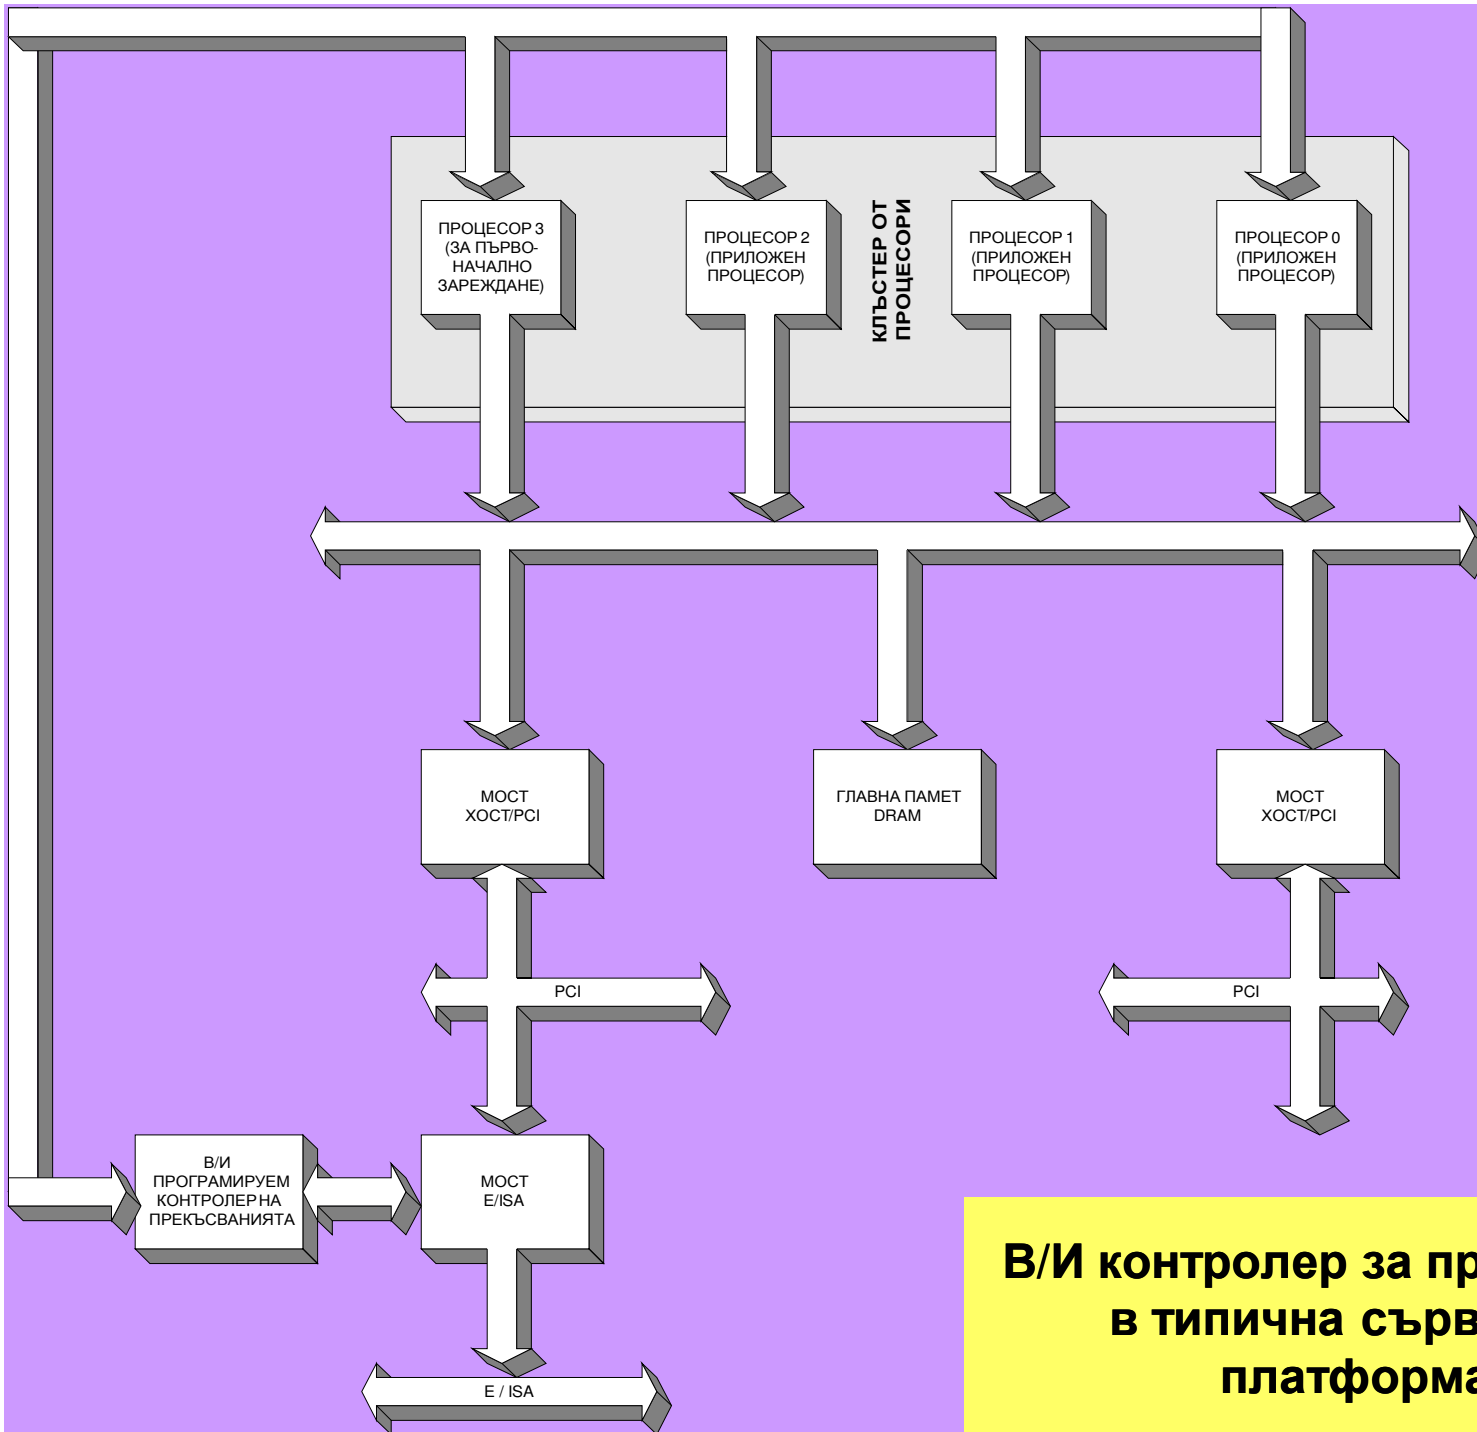 ПРОЦЕСОР 3
(ЗА ПЪРВО-
НАЧАЛНО
ЗАРЕЖДАНЕ)
ПРОЦЕСОР 2
(ПРИЛОЖЕН
ПРОЦЕСОР)
КЛЪСТЕР ОТ
ПРОЦЕСОРИ
ПРОЦЕСОР 1
(ПРИЛОЖЕН
ПРОЦЕСОР)
ПРОЦЕСОР 0
(ПРИЛОЖЕН
ПРОЦЕСОР)
МОСТ
ХОСТ/PCI
ГЛАВНА ПАМЕТ
DRAM
МОСТ
ХОСТ/PCI
PCI
PCI
В/И
ПРОГРАМИРУЕМ
КОНТРОЛЕР НА
ПРЕКЪСВАНИЯТА
МОСТ
E/ISA
E / ISA
В/И контролер за пр
в типична сърв
платформа